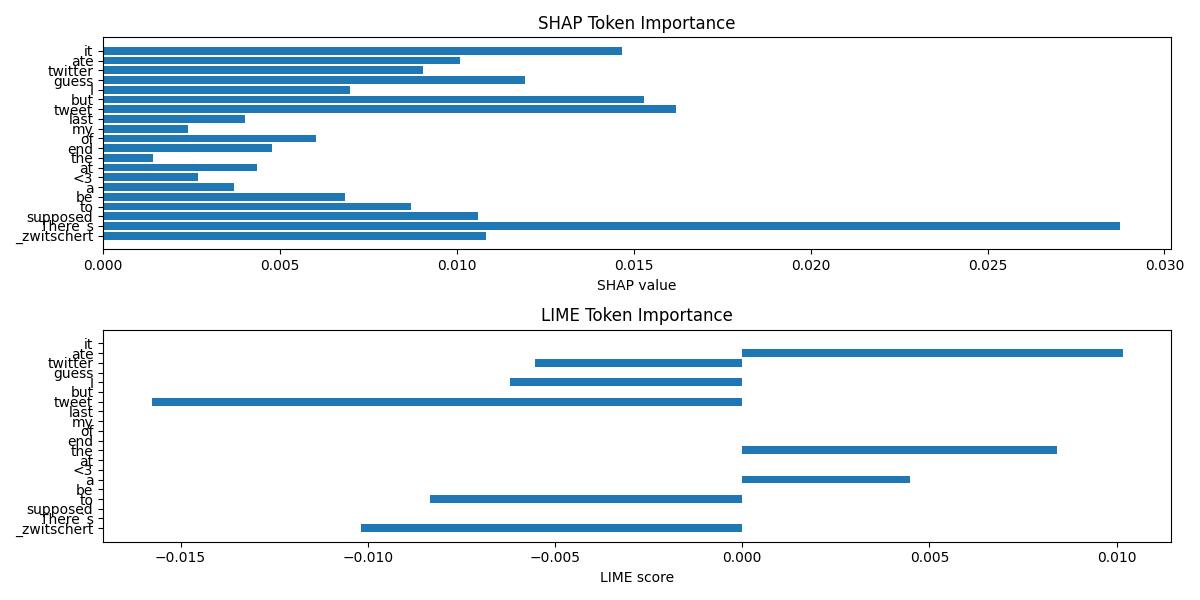 SHAP Token Importance
it
ate
twitter
guess
I
but
tweet
last
my
of
end
the
at
<3
a
be
to
supposed
There_s
_zwitschert
0.000 0.005 0.010 0.015 0.020 0.025 0.030
SHAP value
LIME Token Importance
it
ate
twitter
guess
I
but
tweet
last
my
of
end
the
at
<3
a
be
to
supposed
There_s
_zwitschert
−0.015 −0.010 −0.005 0.000 0.005 0.010
LIME score